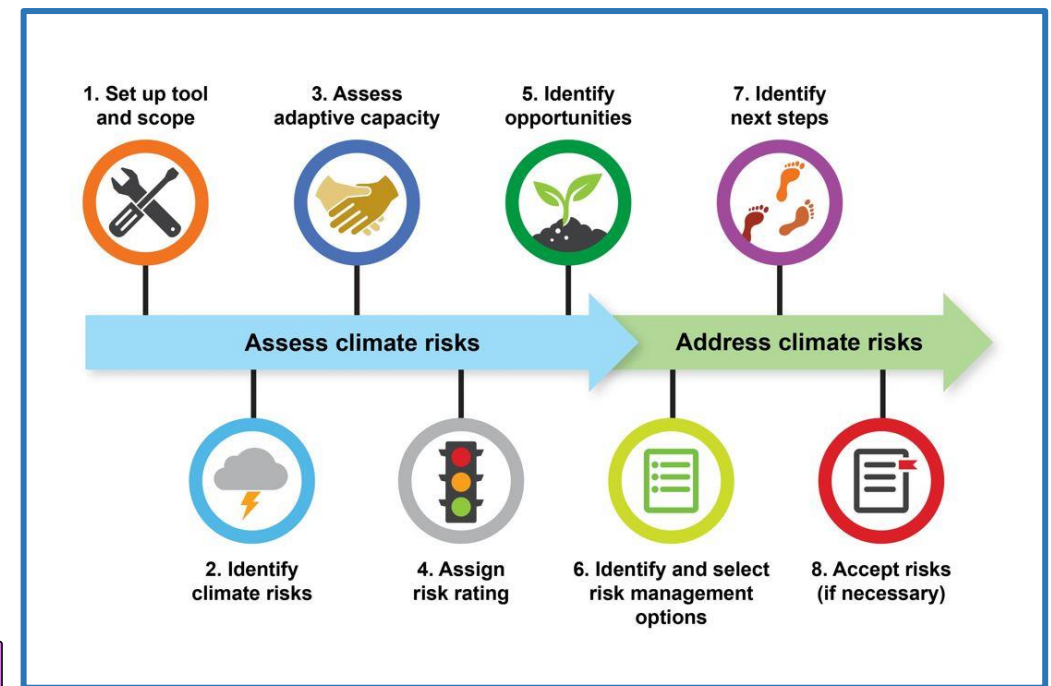 1. Set up tool
and scope
3. Assess
adaptive capacity
5. Identify
opportunities
7. Identify
next steps
Assess climate risks
Address climate risks
2. Identify
climate risks
4. Assign
risk rating
6. Identify and select
risk management
options
8. Accept risks
(if necessary)